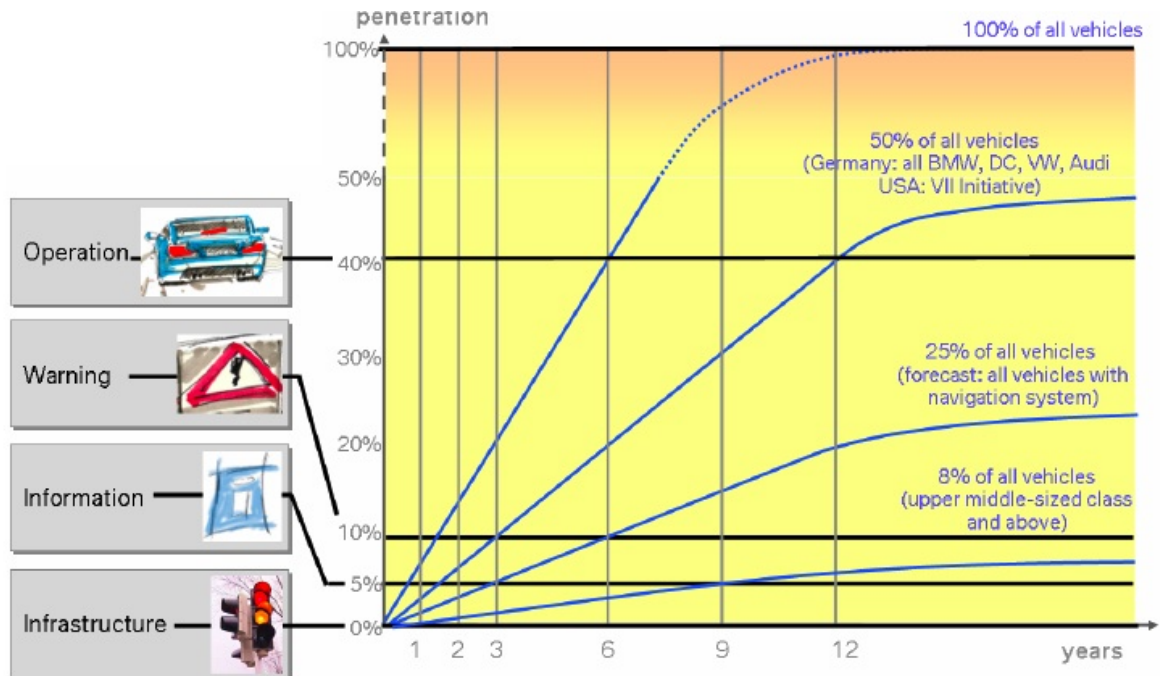 penetration
100% of all vehicles
100%
50% of all vehicles
(Germany: all BMW, DC, VW, Audi
USA: VII Initiative)
50%
Operation
40%
Warning
30%
25% of all vehicles
(forecast: all vehicles with
navigation system)
20%
Information
8% of all vehicles
(upper middle-sized class
and above)
10%
5%
Infrastructure
0%
1 2 3 6 9 12 years